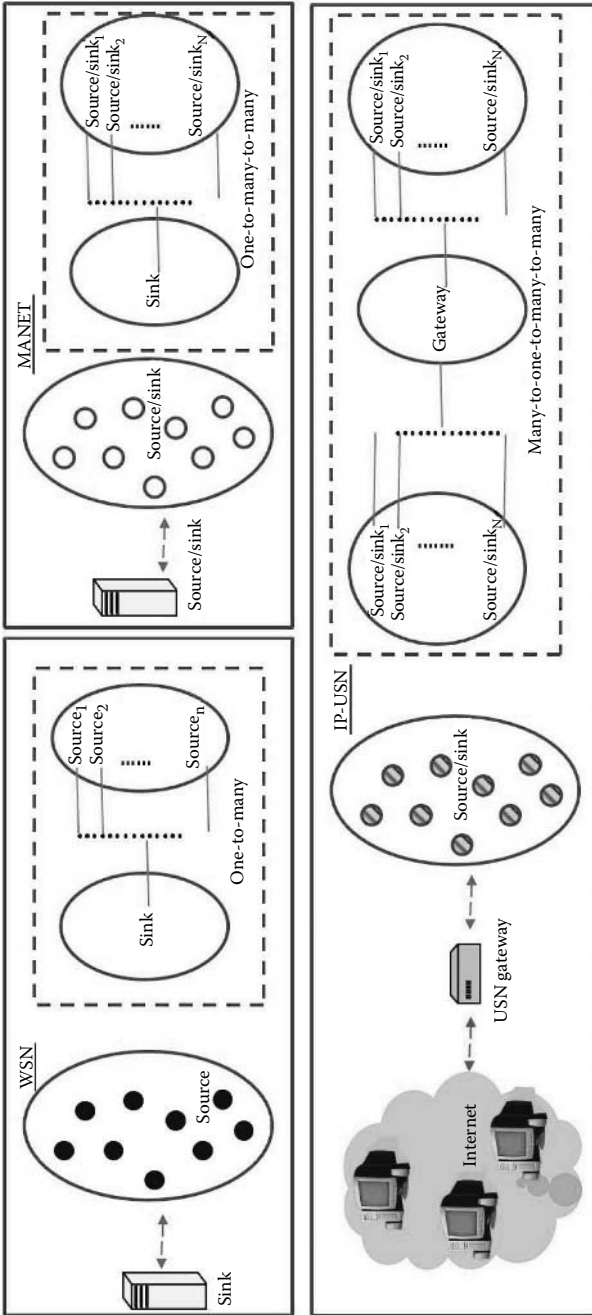 WSN
Sink
Source
Sink
Source1
Source2
Sourcen
One-to-many
MANET
Source/sink
Source/sink
Sink
Source/sink1
Source/sink2
Source/sinkN
One-to-many-to-many
IP-USN
Internet
USN gateway
Source/sink
Source/sink1
Source/sink2
Source/sinkN
Gateway
Source/sink1
Source/sink2
Source/sinkN
Many-to-one-to-many-to-many